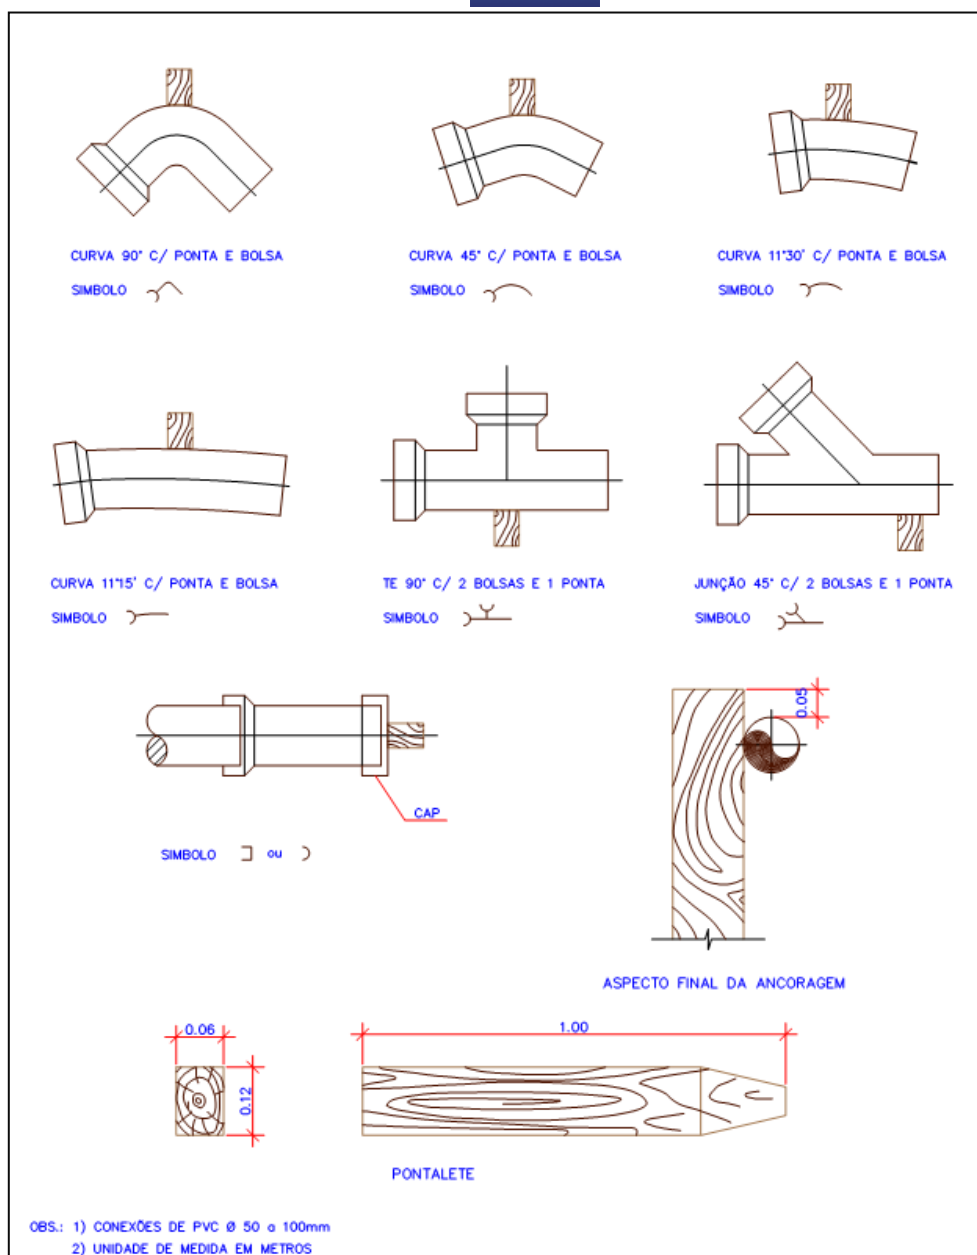 CURVA 90° C/ PONTA E BOLSA
SIMBOLO
CURVA 45° C/ PONTA E BOLSA
SIMBOLO
CURVA 11°30' C/ PONTA E BOLSA
SIMBOLO
CURVA 11°15' C/ PONTA E BOLSA
SIMBOLO
TE 90° C/ 2 BOLSAS E 1 PONTA
SIMBOLO
JUNÇÃO 45° C/ 2 BOLSAS E 1 PONTA
SIMBOLO
CAP
SIMBOLO ou
0.05
ASPECTO FINAL DA ANCORAGEM
0.06
0.12
1.00
PONTALETE
OBS.: 1) CONEXÕES DE PVC Ø 50 a 100mm
2) UNIDADE DE MEDIDA EM METROS